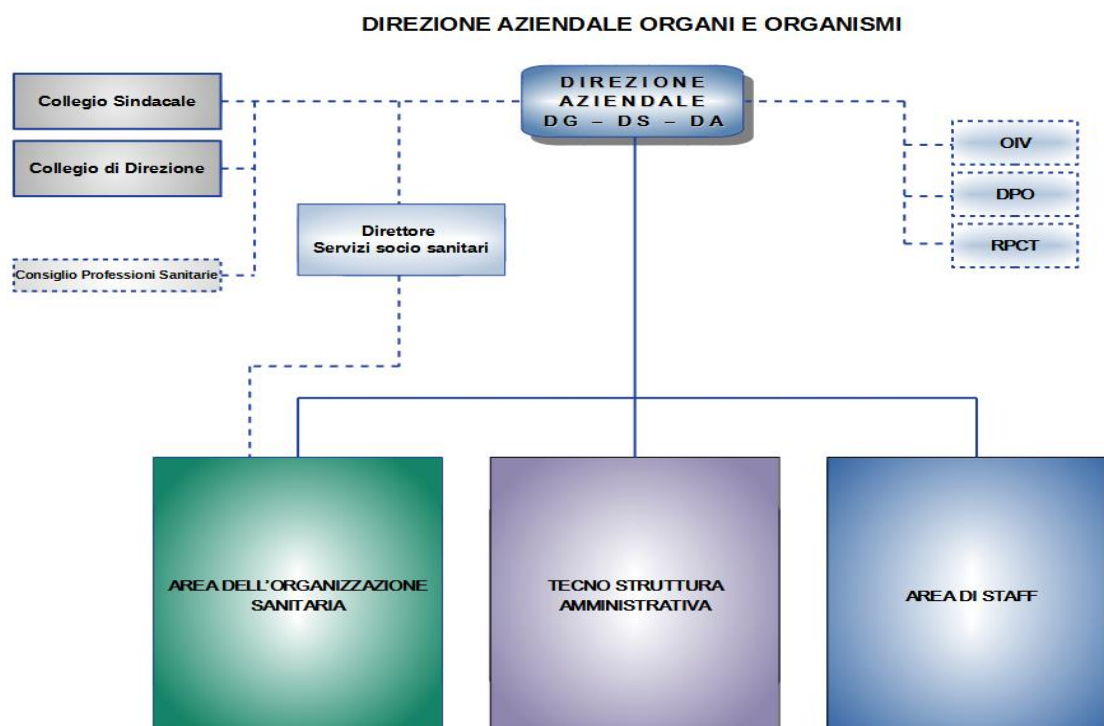 DIREZIONE AZIENDALE ORGANI E ORGANISMI
Collegio Sindacale
DIREZIONE
AZIENDALE
DG – DS – DA
OIV
Collegio di Direzione
DPO
Direttore
Servizi socio sanitari
RPCT
Consiglio Professioni Sanitarie
AREA DELL'ORGANIZZAZIONE
SANITARIA
TECNO STRUTTURA
AMMINISTRATIVA
AREA DI STAFF